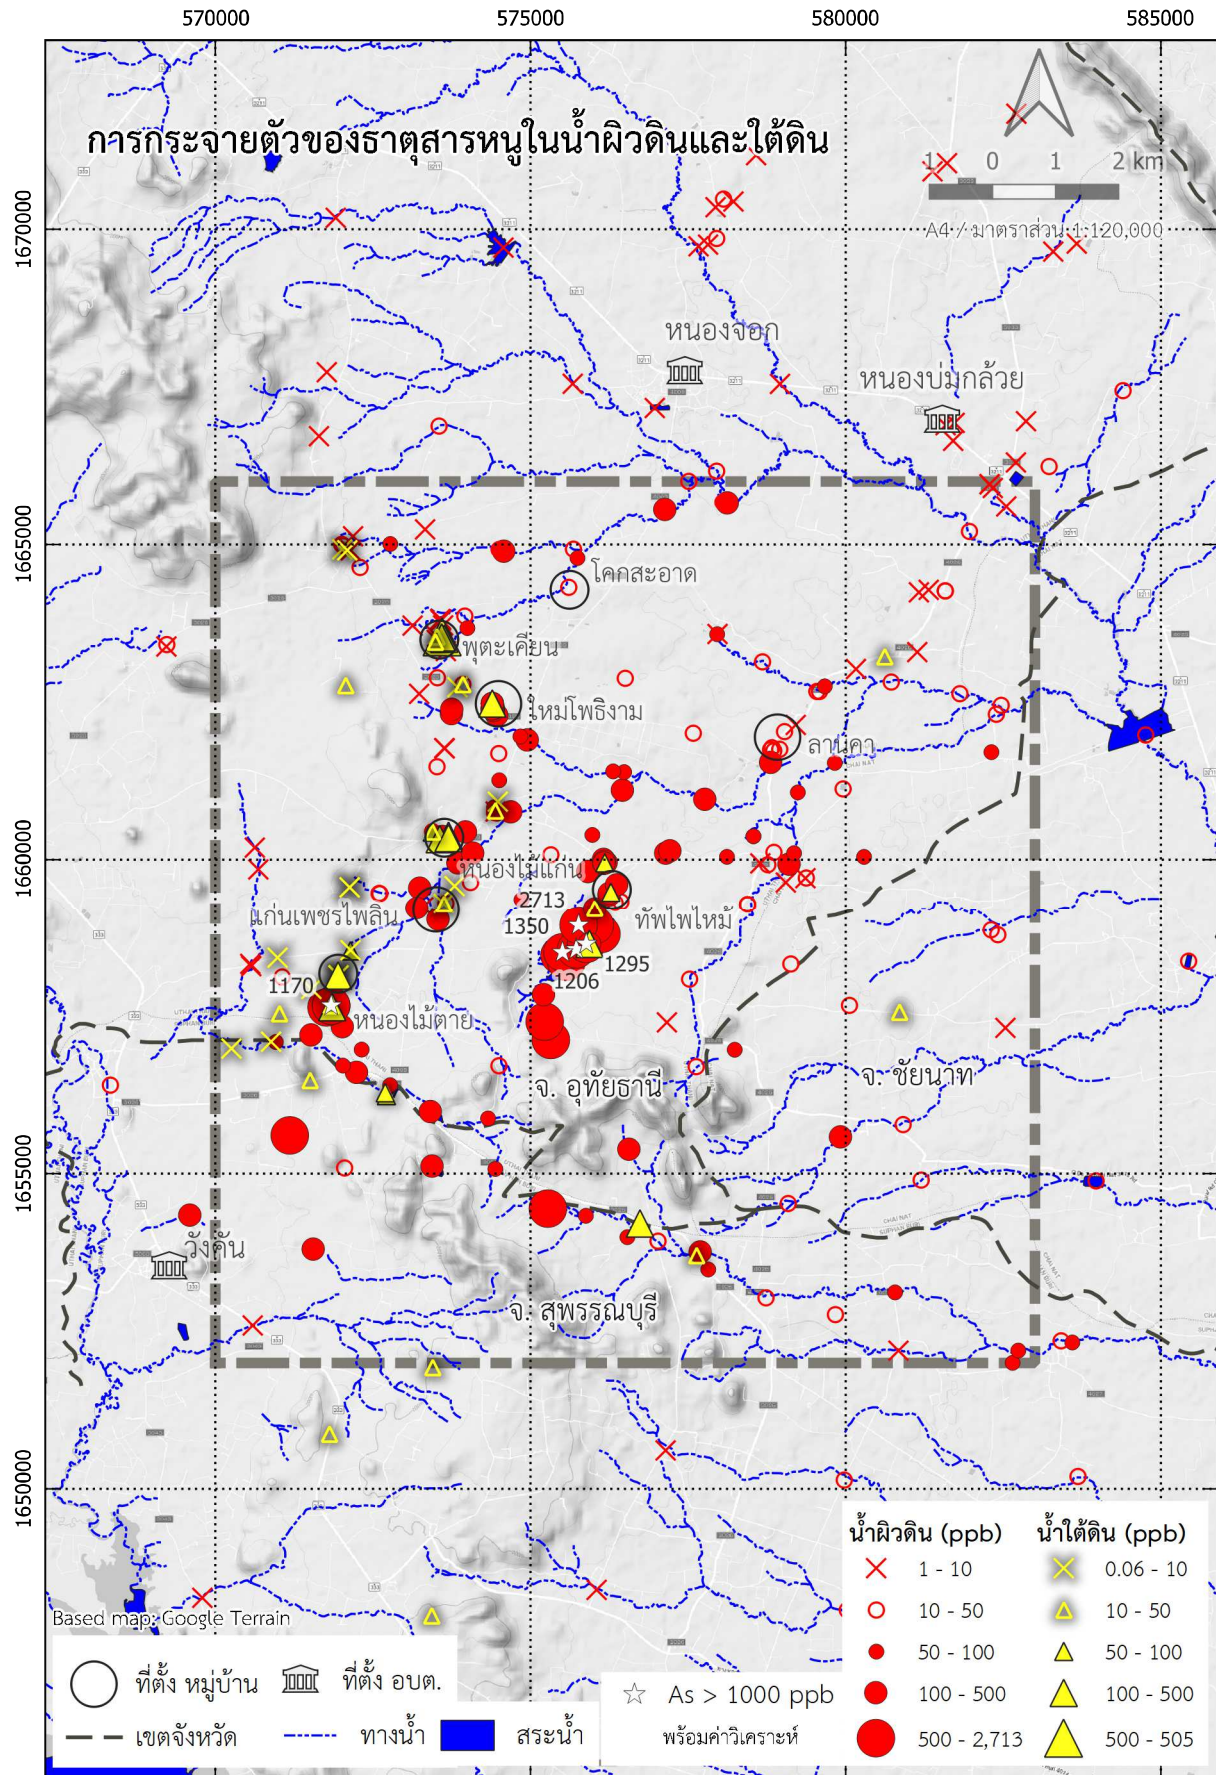 570000
575000
580000
585000
การกระจายตัวของธาตุสารหนูในน้ำผิวดินและใต้ดิน
1 0 1 2 km
A4 / มาตราส่วน 1:120,000
1670000
หนองจอก
หนองบ่มกล้วย
1665000
โคกสะอาด
พุตะเคียน
ใหม่โพธิงาม
ลานคา
1660000
หนองไม้แก่น
2713
แก่นเพชรไพลิน
ทัพไพไหม้
1350
1295
1206
1170
หนองไม้ตาย
จ. อุทัยธานี
จ. ชัยนาท
1655000
วังคัน
จ. สุพรรณบุรี
1650000
Based map: Google Terrain
ที่ตั้ง หมู่บ้าน
ที่ตั้ง อบต.
เขตจังหวัด
ทางน้ำ
สระน้ำ
As > 1000 ppb
พร้อมค่าวิเคราะห์
น้ำผิวดิน (ppb)
1 - 10
10 - 50
50 - 100
100 - 500
500 - 2,713
น้ำใต้ดิน (ppb)
0.06 - 10
10 - 50
50 - 100
100 - 500
500 - 505